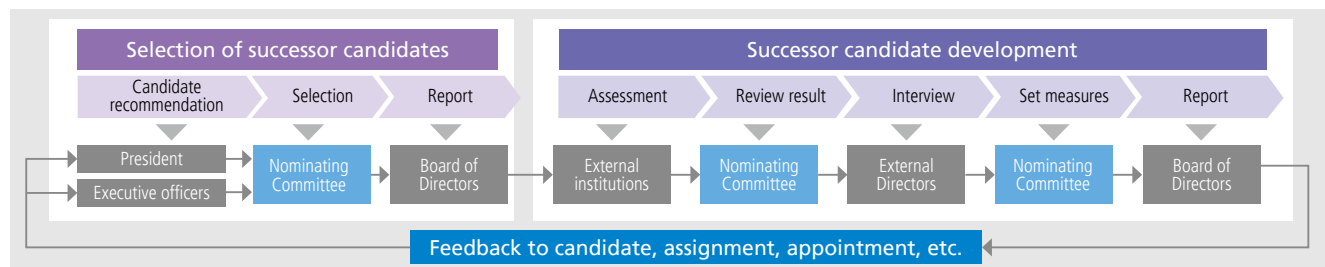 Selection of successor candidates
Successor candidate development
Candidate
recommendation
Selection
Report
Assessment
Review result
Interview
Set measures
Report
President
Executive officers
Nominating
Committee
Board of
Directors
External
institutions
Nominating
Committee
External
Directors
Nominating
Committee
Board of
Directors
Feedback to candidate, assignment, appointment, etc.